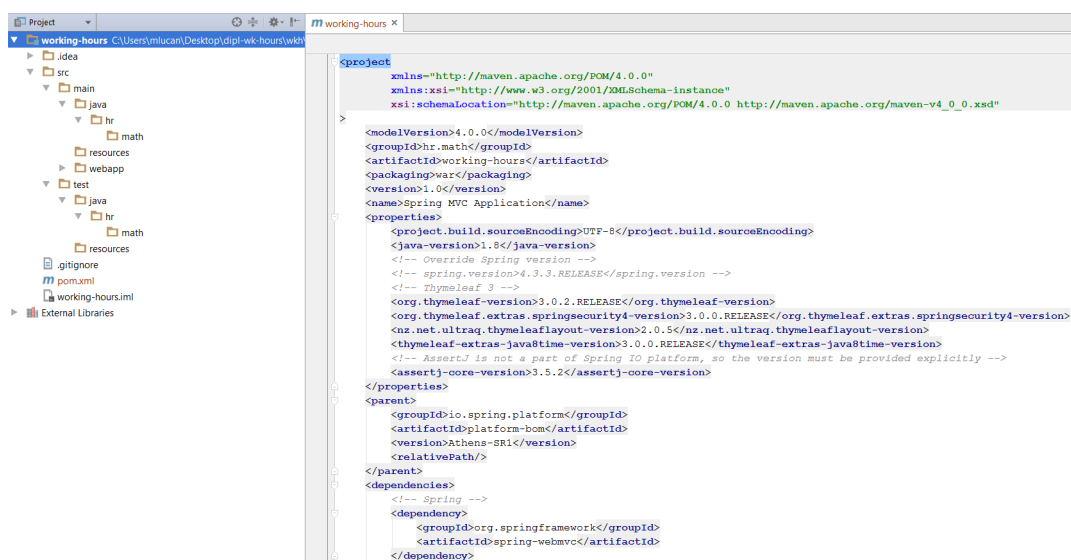 Project
working-hours C:\Users\mlucan\Desktop\dipl-wk-hours\wkh\
.idea
src
main
java
hr
math
resources
webapp
test
java
hr
math
resources
.gitignore
m pom.xml
working-hours.iml
External Libraries
m working-hours ×
<project
xmlns="http://maven.apache.org/POM/4.0.0"
xmlns:xsi="http://www.w3.org/2001/XMLSchema-instance"
xsi:schemaLocation="http://maven.apache.org/POM/4.0.0 http://maven.apache.org/maven-v4_0_0.xsd"
>
<modelVersion>4.0.0</modelVersion>
<groupId>hr.math</groupId>
<artifactId>working-hours</artifactId>
<packaging>war</packaging>
<version>1.0</version>
<name>Spring MVC Application</name>
<properties>
<project.build.sourceEncoding>UTF-8</project.build.sourceEncoding>
<java-version>1.8</java-version>
<!-- Override Spring version -->
<!-- spring.version>4.3.3.RELEASE</spring.version -->
<!-- Thymeleaf 3 -->
<org.thymeleaf-version>3.0.2.RELEASE</org.thymeleaf-version>
<org.thymeleaf.extras.springsecurity4-version>3.0.0.RELEASE</org.thymeleaf.extras.springsecurity4-version>
<nz.net.ultraq.thymeleaflayout-version>2.0.5</nz.net.ultraq.thymeleaflayout-version>
<thymeleaf-extras-java8time-version>3.0.0.RELEASE</thymeleaf-extras-java8time-version>
<!-- AssertJ is not a part of Spring IO platform, so the version must be provided explicitly -->
<assertj-core-version>3.5.2</assertj-core-version>
</properties>
<parent>
<groupId>io.spring.platform</groupId>
<artifactId>platform-bom</artifactId>
<version>Athens-SR1</version>
<relativePath/>
</parent>
<dependencies>
<!-- Spring -->
<dependency>
<groupId>org.springframework</groupId>
<artifactId>spring-webmvc</artifactId>
</dependency>